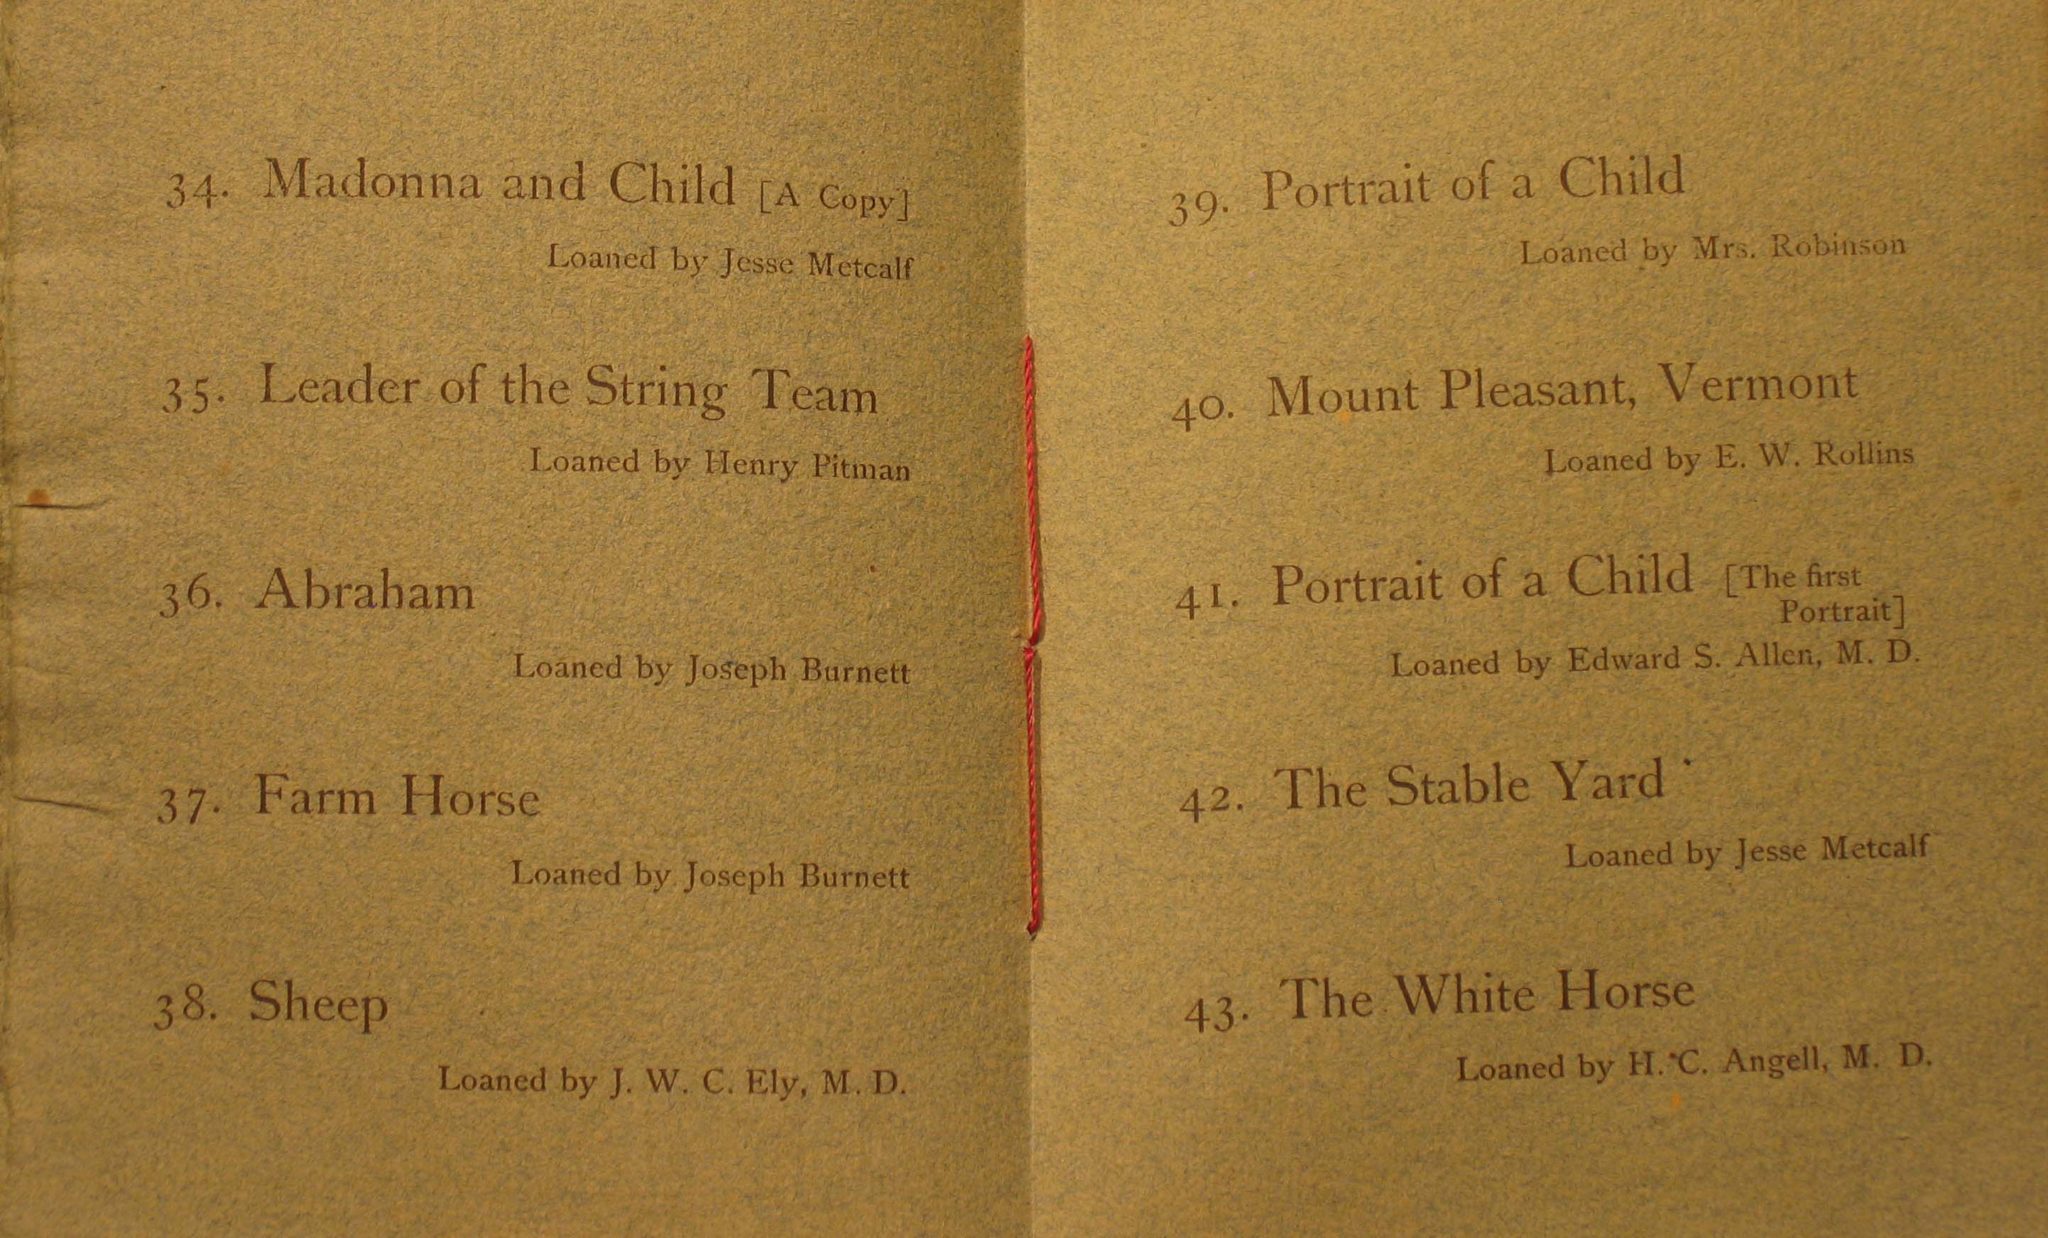 34. Madonna and Child [A Copy]
Loaned by Jesse Metcalf
35. Leader of the String Team
Loaned by Henry Pitman
36. Abraham
Loaned by Joseph Burnett
37. Farm Horse
Loaned by Joseph Burnett
38. Sheep
Loaned by J. W. C. Ely, M. D.
39. Portrait of a Child
Loaned by Mrs. Robinson
40. Mount Pleasant, Vermont
Loaned by E. W. Rollins
41. Portrait of a Child [The first
Portrait]
Loaned by Edward S. Allen, M. D.
42. The Stable Yard
Loaned by Jesse Metcalf
43. The White Horse
Loaned by H. C. Angell, M. D.